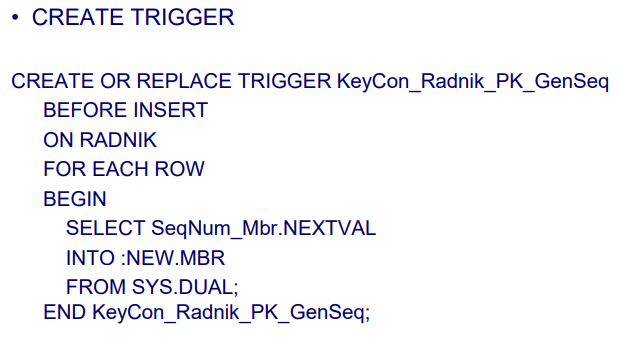 • CREATE TRIGGER
CREATE OR REPLACE TRIGGER KeyCon_Radnik_PK_GenSeq
BEFORE INSERT
ON RADNIK
FOR EACH ROW
BEGIN
SELECT SeqNum_Mbr.NEXTVAL
INTO :NEW.MBR
FROM SYS.DUAL;
END KeyCon_Radnik_PK_GenSeq;